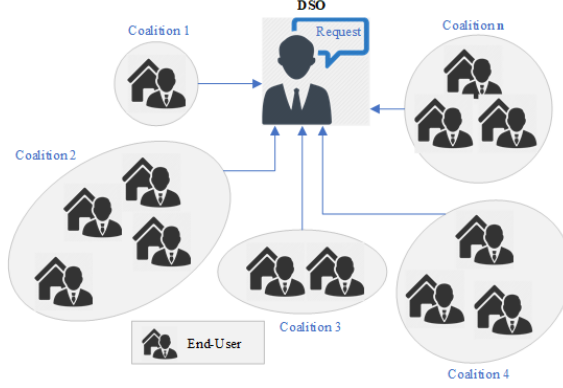 DSO
Coalition 1
Request
Coalition n
Coalition 2
Coalition 3
End-User
Coalition 4